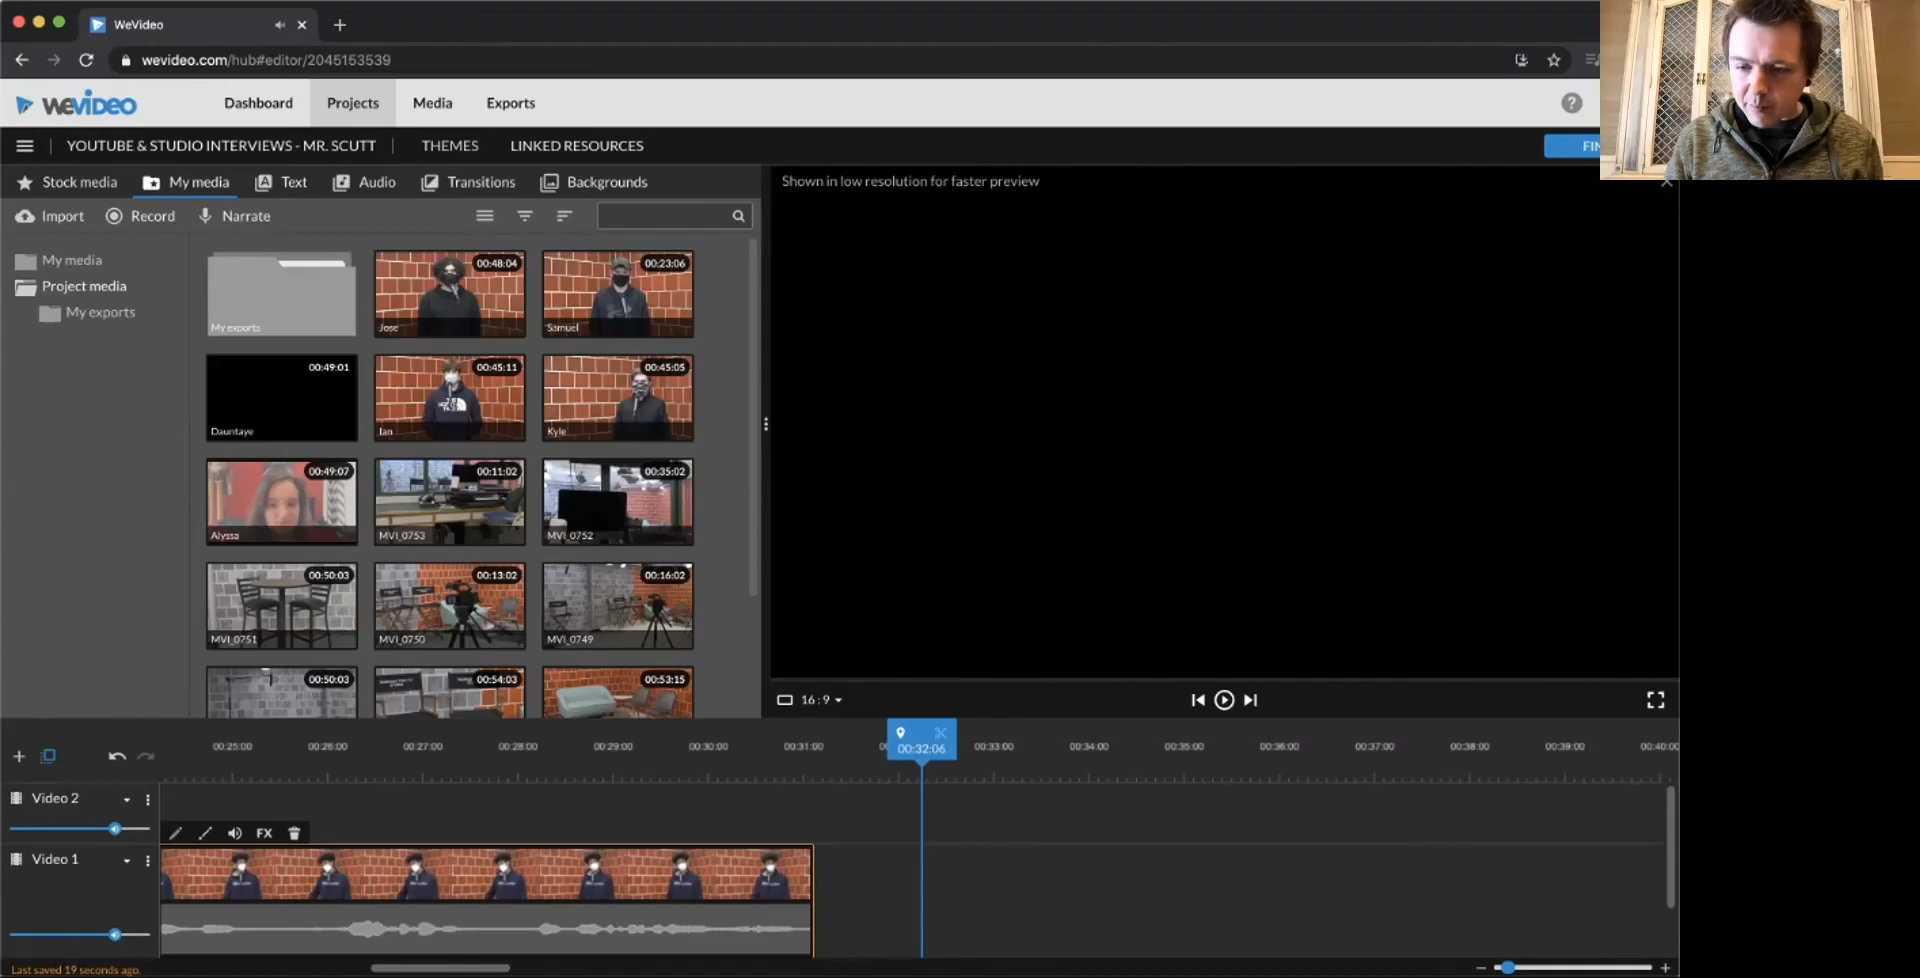 WeVideo
wevideo.com/hub#editor/2045153539
WEVIDEO
Dashboard
Projects
Media
Exports
YOUTUBE & STUDIO INTERVIEWS - MR. SCUTT
THEMES
LINKED RESOURCES
FIN
Stock media
My media
Text
Audio
Transitions
Backgrounds
Shown in low resolution for faster preview
Import
Record
Narrate
My media
Project media
My exports
My exports
00:48:04
Jose
00:23:06
Samuel
00:49:01
Dauntaye
00:45:11
Ian
00:45:05
Kyle
00:49:07
Alyssa
00:11:02
MVI_0753
00:35:02
MVI_0752
00:50:03
MVI_0751
00:13:02
MVI_0750
00:16:02
MVI_0749
00:50:03
00:54:03
00:53:15
16:9
00:25:00 00:26:00 00:27:00 00:28:00 00:29:00 00:30:00 00:31:00 00:33:00 00:34:00 00:35:00 00:36:00 00:37:00 00:38:00 00:39:00 00:40:00
00:32:06
Video 2
FX
Video 1
Last saved 19 seconds ago.